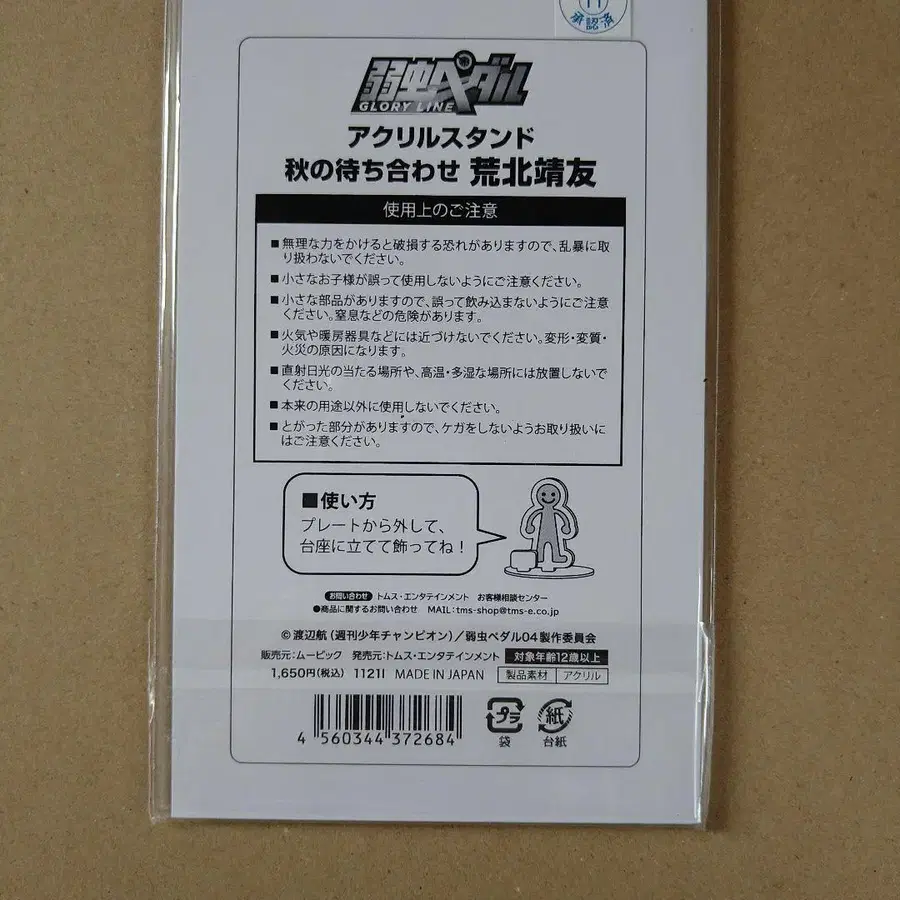 11
承認済
弱虫ペダル
GLORY LINE
アクリルスタンド
秋の待ち合わせ 荒北靖友
使用上のご注意
■無理な力をかけると破損する恐れがありますので、乱暴に取
り扱わないでください。
■小さなお子様が誤って使用しないようにご注意ください。
■小さな部品がありますので、誤って飲み込まないようにご注意
ください。窒息などの危険があります。
■火気や暖房器具などには近づけないでください。変形・変質・
火災の原因になります。
■直射日光の当たる場所や、高温・多湿な場所には放置しないで
ください。
■本来の用途以外に使用しないでください。
■とがった部分がありますので、ケガをしないようお取り扱いに
はご注意ください。
■使い方
プレートから外して、
台座に立てて飾ってね!
お問い合わせ トムス・エンタテインメント お客様相談センター
●商品に関するお問い合わせ MAIL:tms-shop@tms-e.co.jp
©渡辺航(週刊少年チャンピオン)/弱虫ペダル04製作委員会
販売元:ムービック 発売元:トムス・エンタテインメント 対象年齢12歳以上
1,650円(税込) 1121I MADE IN JAPAN 製品素材 アクリル
4 560344 372684
プラ 紙
袋 台紙